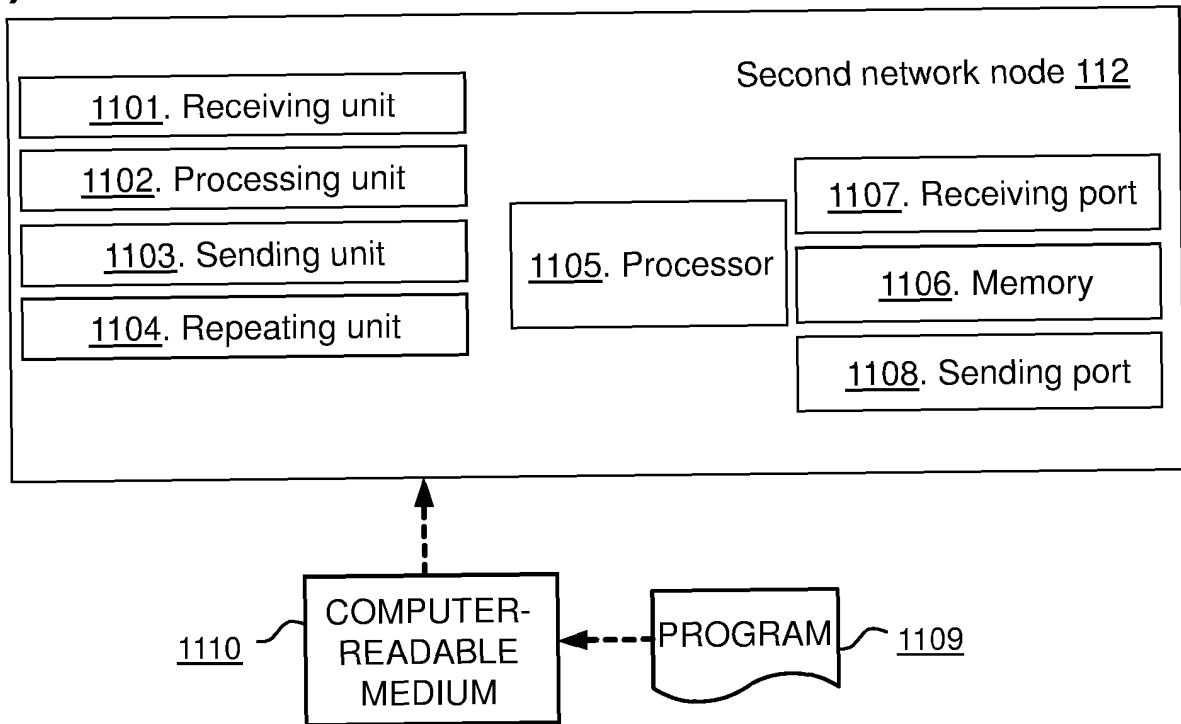 Second network node 112
1101. Receiving unit
1102. Processing unit
1103. Sending unit
1104. Repeating unit
1105. Processor
1107. Receiving port
1106. Memory
1108. Sending port
COMPUTER-
READABLE
MEDIUM
1110
PROGRAM
1109